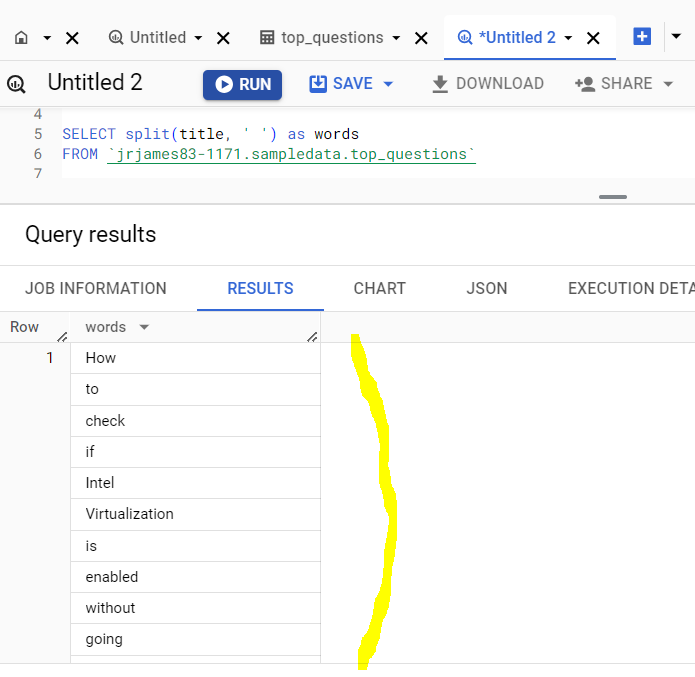 Untitled top_questions *Untitled 2
Untitled 2 RUN SAVE DOWNLOAD SHARE
4
5 SELECT split(title, ' ') as words
6 FROM `jrjames83-1171.sampledata.top_questions`
7
Query results
JOB INFORMATION RESULTS CHART JSON EXECUTION DETA
Row words
1 How
to
check
if
Intel
Virtualization
is
enabled
without
going